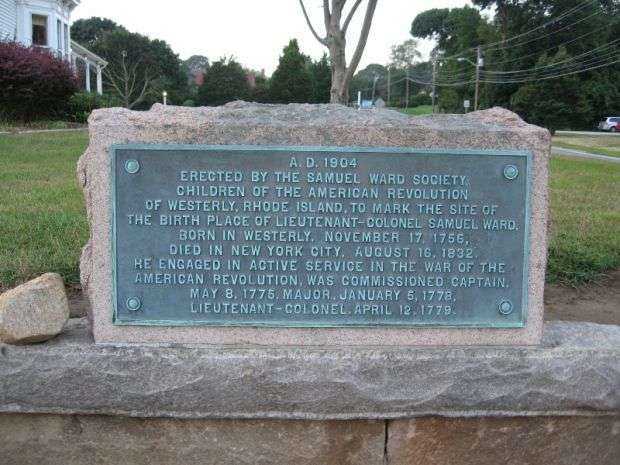 A. D. 1904
ERECTED BY THE SAMUEL WARD SOCIETY,
CHILDREN OF THE AMERICAN REVOLUTION
OF WESTERLY, RHODE ISLAND, TO MARK THE SITE OF
THE BIRTH PLACE OF LIEUTENANT-COLONEL SAMUEL WARD.
BORN IN WESTERLY, NOVEMBER 17, 1756,
DIED IN NEW YORK CITY, AUGUST 16, 1832.
HE ENGAGED IN ACTIVE SERVICE IN THE WAR OF THE
AMERICAN REVOLUTION, WAS COMMISSIONED CAPTAIN,
MAY 8, 1775, MAJOR, JANUARY 5, 1778,
LIEUTENANT-COLONEL, APRIL 12, 1779.